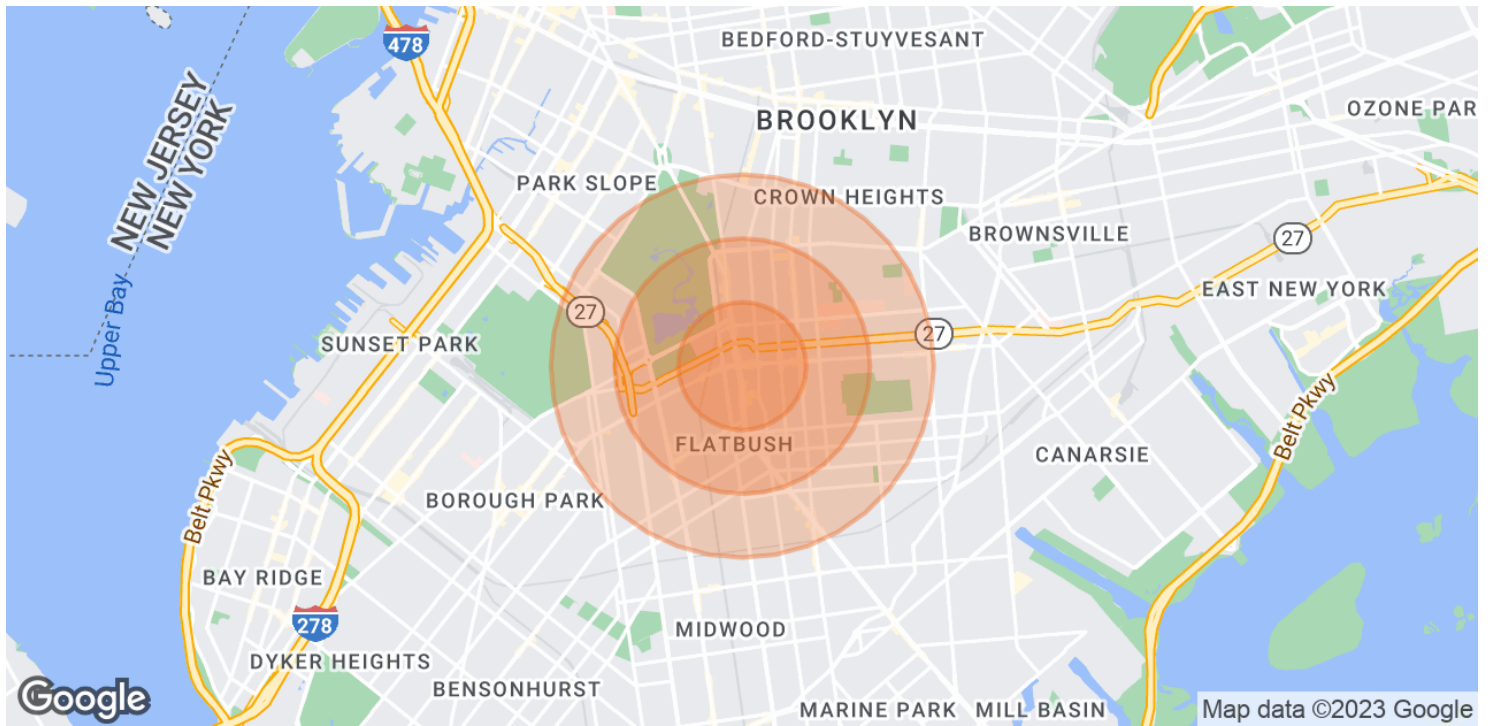 478
BEDFORD-STUYVESANT
NEW JERSEY
NEW YORK
OZONE PAR
BROOKLYN
PARK SLOPE
CROWN HEIGHTS
BROWNSVILLE
27
EAST NEW YORK
Upper Bay
27
27
SUNSET PARK
FLATBUSH
CANARSIE
Belt Pkwy
Belt Pkwy
BOROUGH PARK
BAY RIDGE
278
MIDWOOD
DYKER HEIGHTS
BENSONHURST
MARINE PARK
MILL BASIN
Google
Map data ©2023 Google